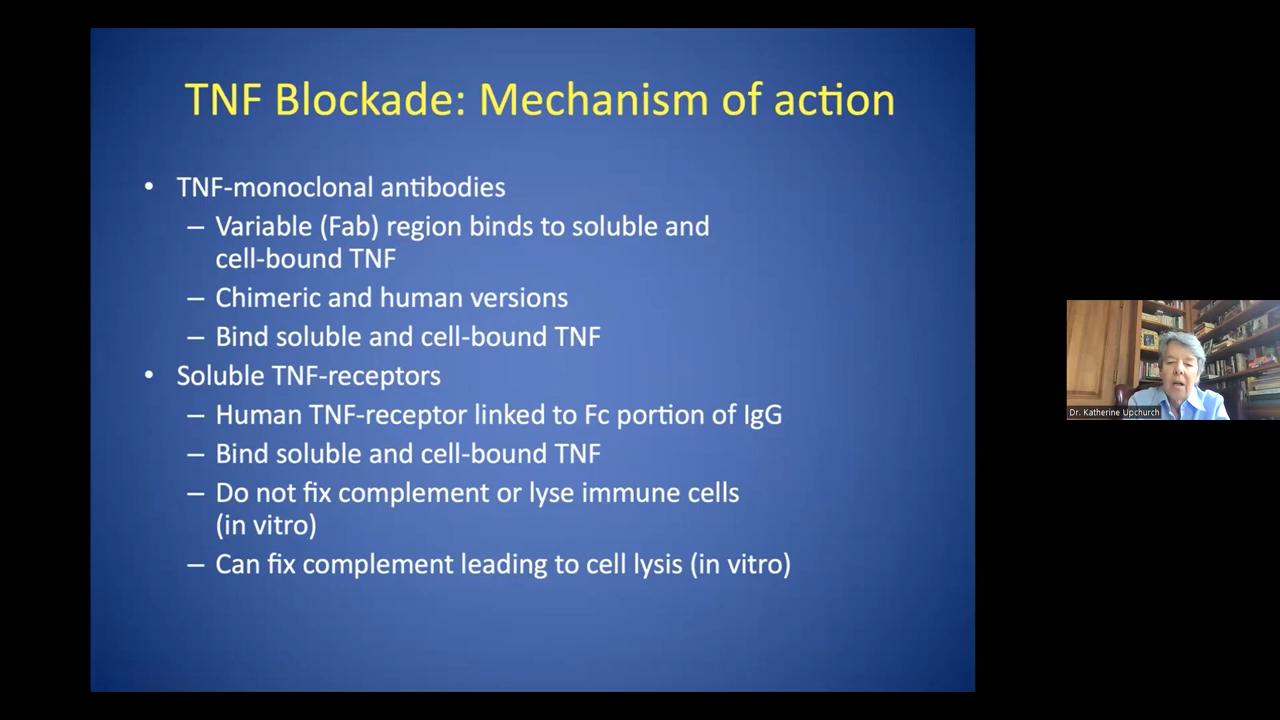 TNF Blockade: Mechanism of action
• TNF-monoclonal antibodies
– Variable (Fab) region binds to soluble and
cell-bound TNF
– Chimeric and human versions
– Bind soluble and cell-bound TNF
• Soluble TNF-receptors
– Human TNF-receptor linked to Fc portion of IgG
– Bind soluble and cell-bound TNF
– Do not fix complement or lyse immune cells
(in vitro)
– Can fix complement leading to cell lysis (in vitro)
Dr. Katherine Upchurch